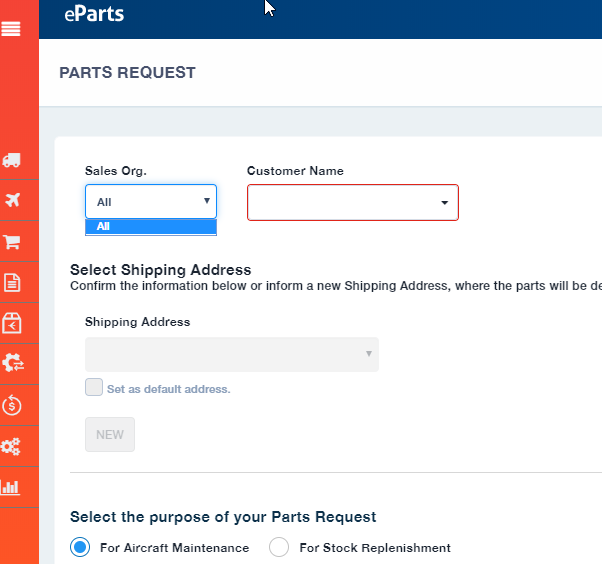 eParts
PARTS REQUEST
Sales Org.
Customer Name
All
All
Select Shipping Address
Confirm the information below or inform a new Shipping Address, where the parts will be
Shipping Address
Set as default address.
NEW
Select the purpose of your Parts Request
For Aircraft Maintenance
For Stock Replenishment